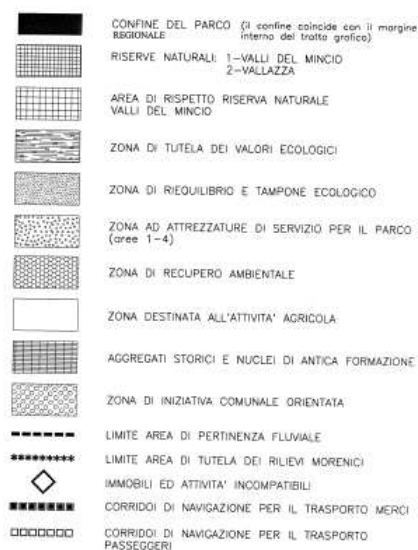 CONFINE DEL PARCO (il confine coincide con il margine
REGIONALE interno del tratto grafico)
RISERVE NATURALI: 1-VALLI DEL MINCIO
2-VALLAZZA
AREA DI RISPETTO RISERVA NATURALE
VALLI DEL MINCIO
ZONA DI TUTELA DEI VALORI ECOLOGICI
ZONA DI RIEQUILIBRIO E TAMPONE ECOLOGICO
ZONA AD ATTREZZATURE DI SERVIZIO PER IL PARCO
(aree 1-4)
ZONA DI RECUPERO AMBIENTALE
ZONA DESTINATA ALL'ATTIVITA' AGRICOLA
AGGREGATI STORICI E NUCLEI DI ANTICA FORMAZIONE
ZONA DI INIZIATIVA COMUNALE ORIENTATA
LIMITE AREA DI PERTINENZA FLUVIALE
LIMITE AREA DI TUTELA DEI RILIEVI MORENICI
IMMOBILI ED ATTIVITA' INCOMPATIBILI
CORRIDOI DI NAVIGAZIONE PER IL TRASPORTO MERCI
CORRIDOI DI NAVIGAZIONE PER IL TRASPORTO
PASSEGGERI